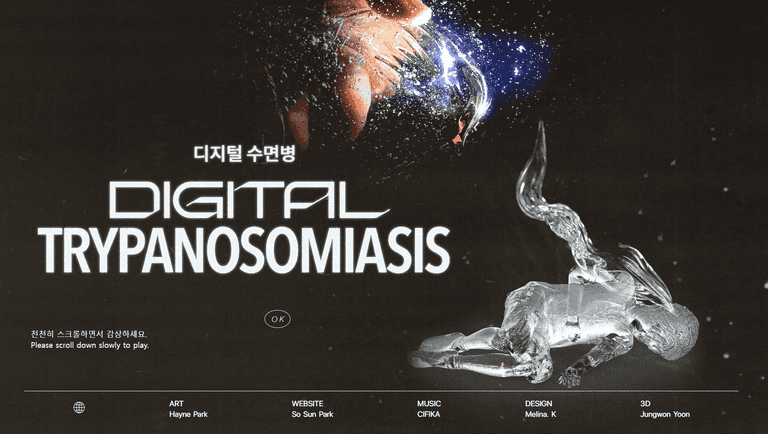 디지털 수면병
DIGITAL
TRYPANOSOMIASIS
OK
천천히 스크롤하면서 감상하세요.
Please scroll down slowly to play.
ART
Hayne Park
WEBSITE
So Sun Park
MUSIC
CIFIKA
DESIGN
Melina. K
3D
Jungwon Yoon